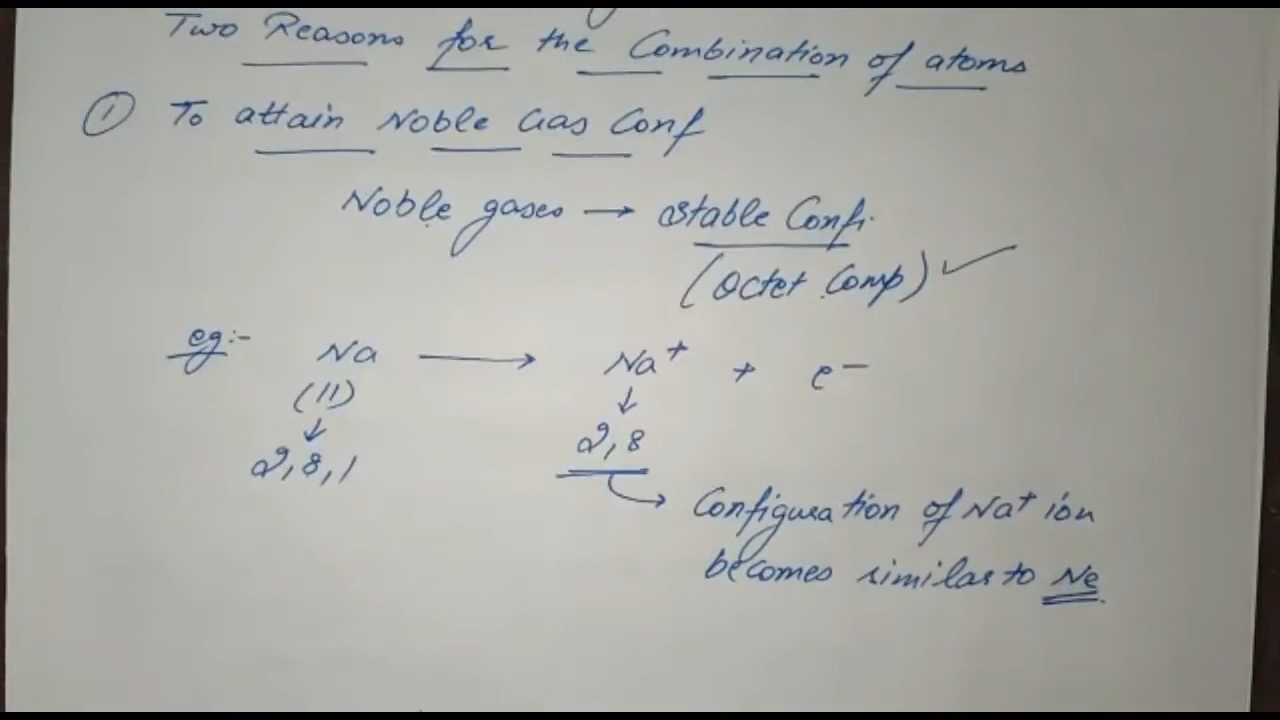 Two Reasons for the Combination of atoms
① To attain Noble Gas Conf
Noble gases → stable Confi.
(Octet Comp) ✓
eg:- Na → Na⁺ + e⁻
(11) ↓
↓ 2,8
2,8,1
Configuration of Na⁺ ion
becomes similar to Ne.